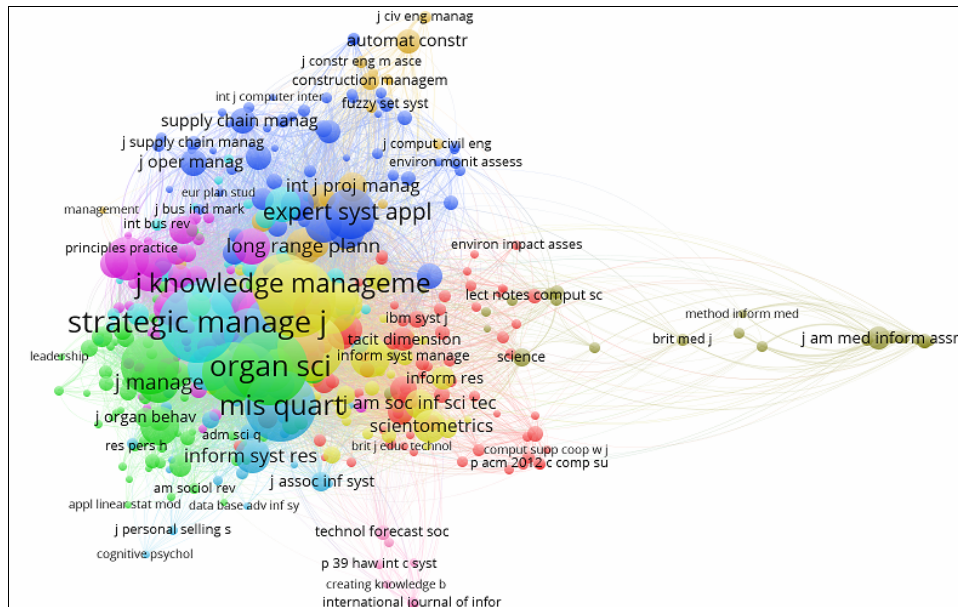 j civ eng manag
automat constr
j constr eng m asce
construction managem
int j computer inter
fuzzy set syst
supply chain manag
j supply chain manag
j comput civil eng
j oper manag
environ monit assess
int j proj manag
eur plan stud
management
j bus ind mark
expert syst appl
int bus rev
principles practice
long range plann
environ impact asses
j knowledge manageme
lect notes comput sc
method inform med
ibm syst j
strategic manage j
tacit dimension
brit med j
j am med inform assn
leadership
inform syst manage
science
organ sci
j manage
inform res
mis quart
j am soc inf sci tec
j organ behav
scientometrics
adm sci q
res pers h
brit j educ technol
comput supp coop w j
inform syst res
p acm 2012 c comp su
j assoc inf syst
am sociol rev
appl linear stat mod
data base adv inf sy
j personal selling s
technol forecast soc
cognitive psychol
p 39 haw int c syst
creating knowledge b
international journal of infor